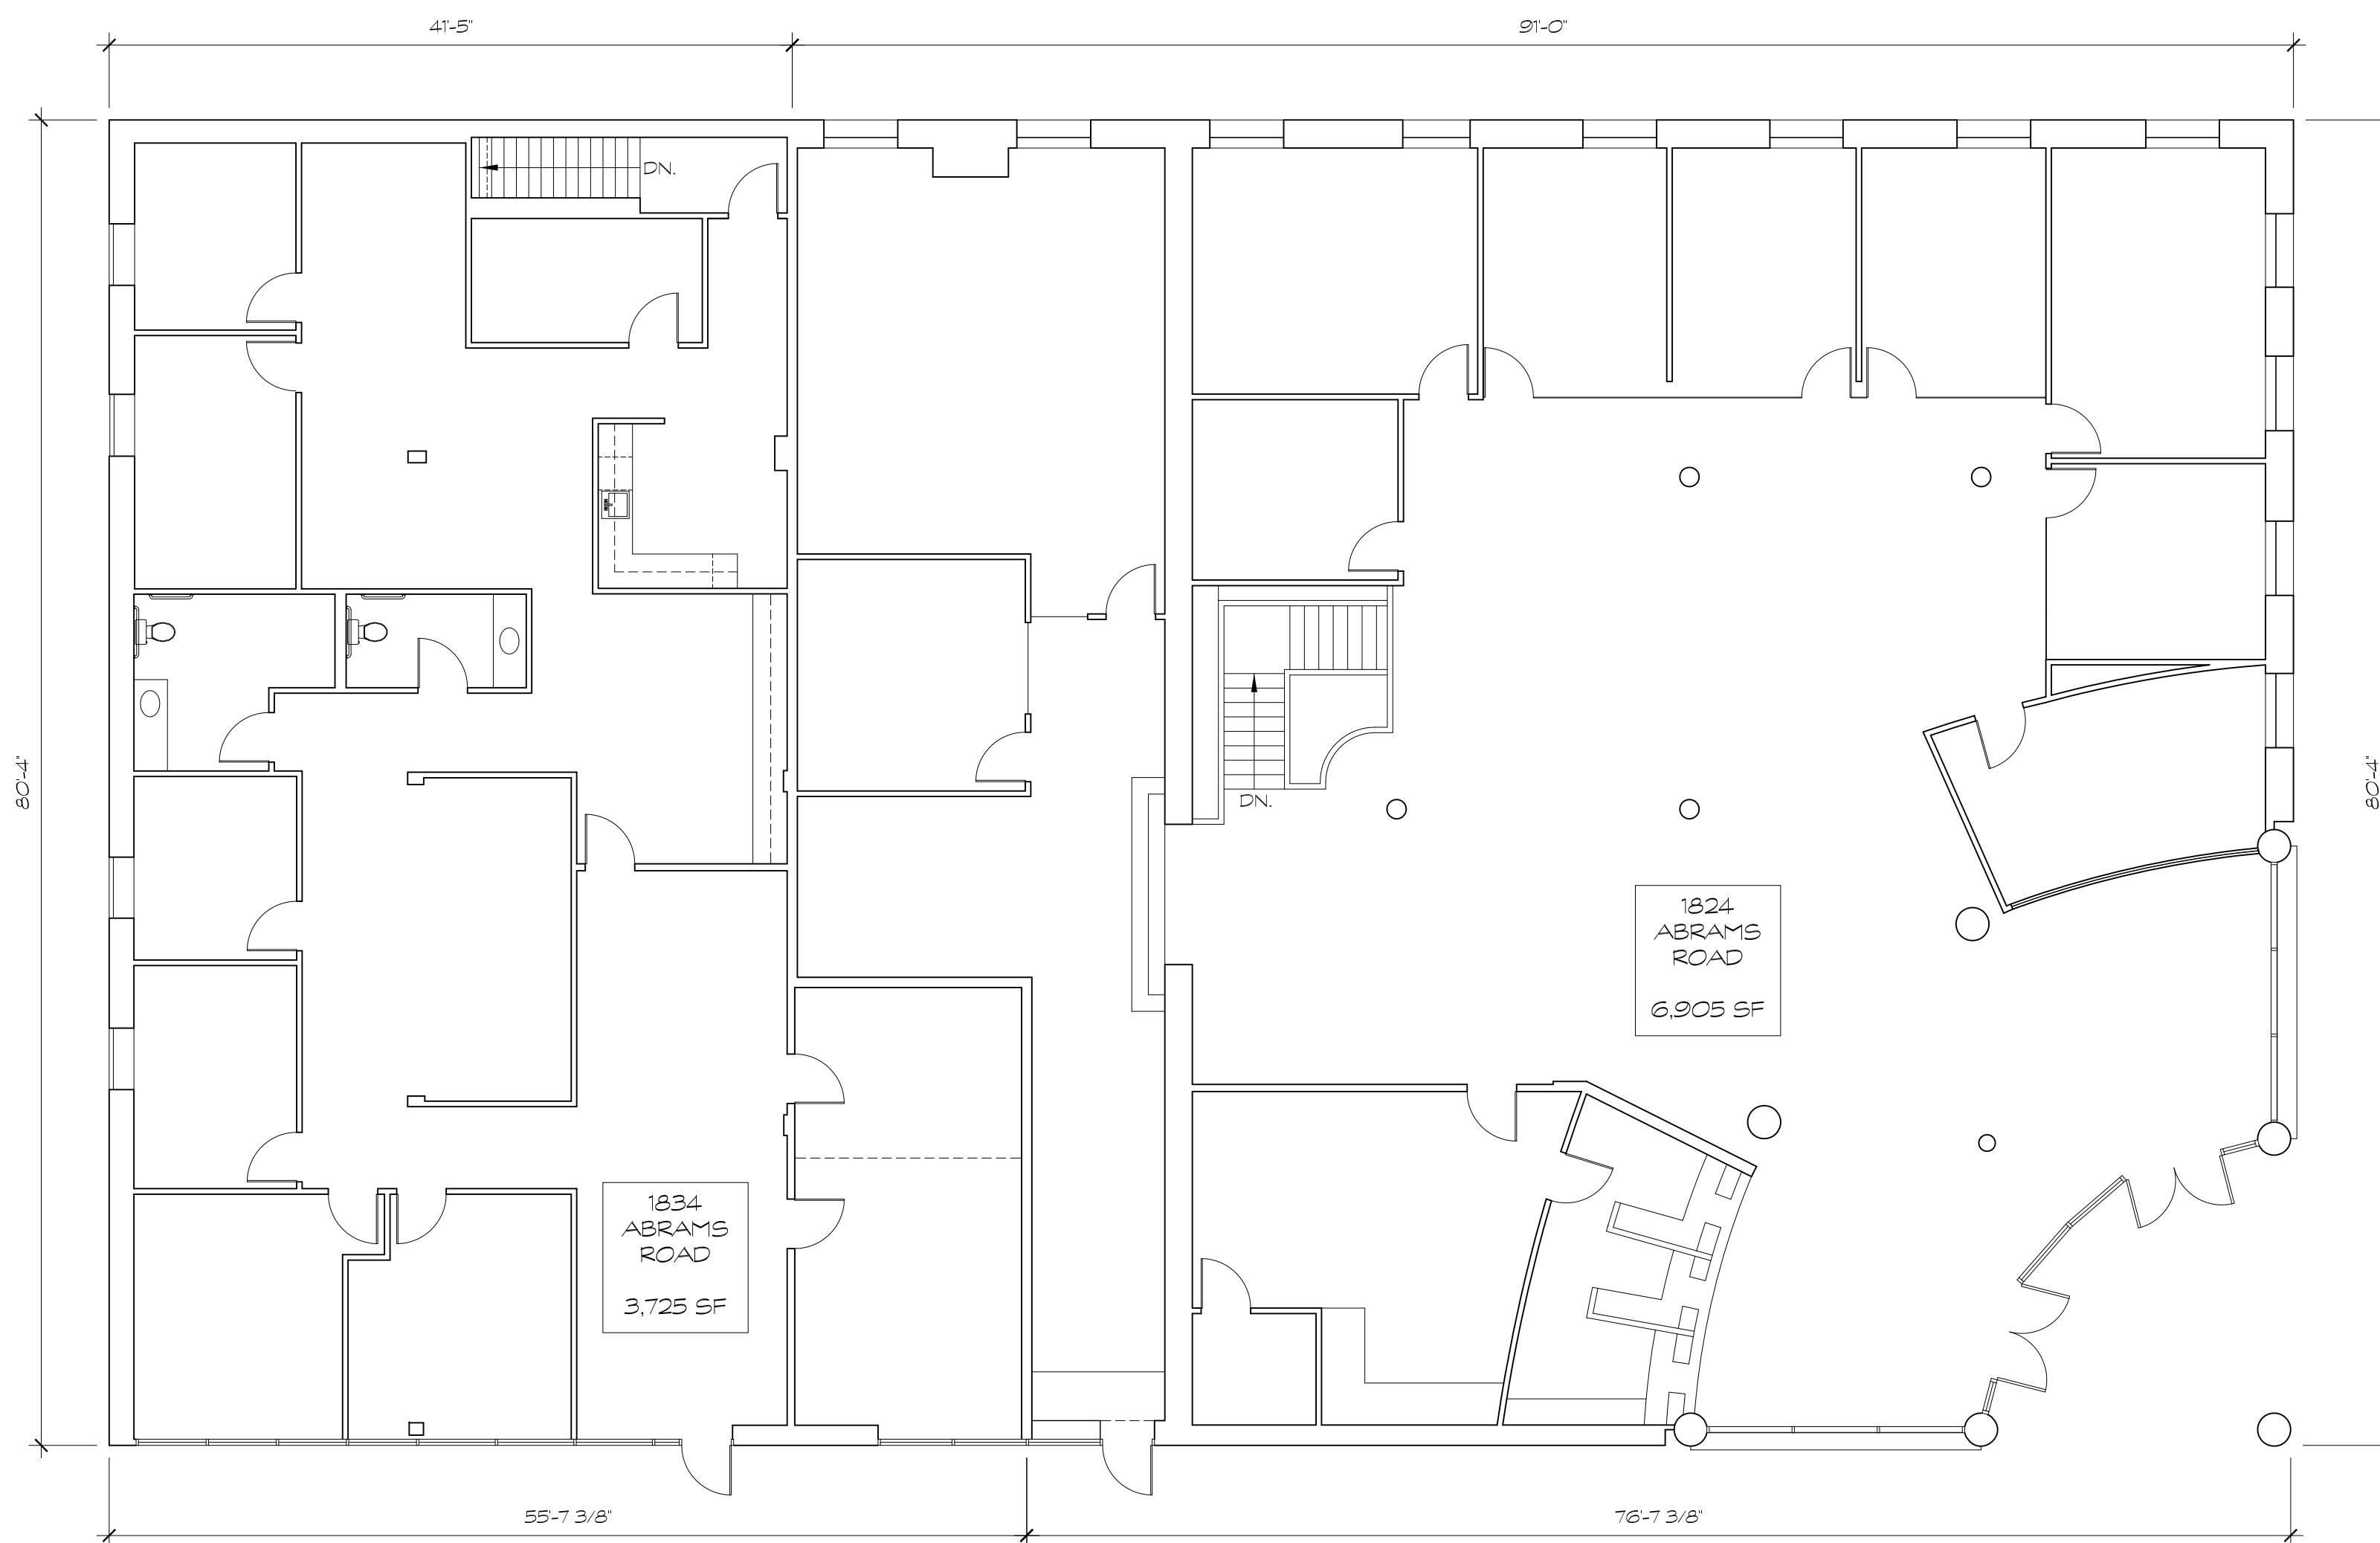 41'-5"
91'-0"
DN.
80'-4"
80'-4"
DN.
1824
ABRAMS
ROAD
6,905 SF
1834
ABRAMS
ROAD
3,725 SF
55'-7 3/8"
76'-7 3/8"